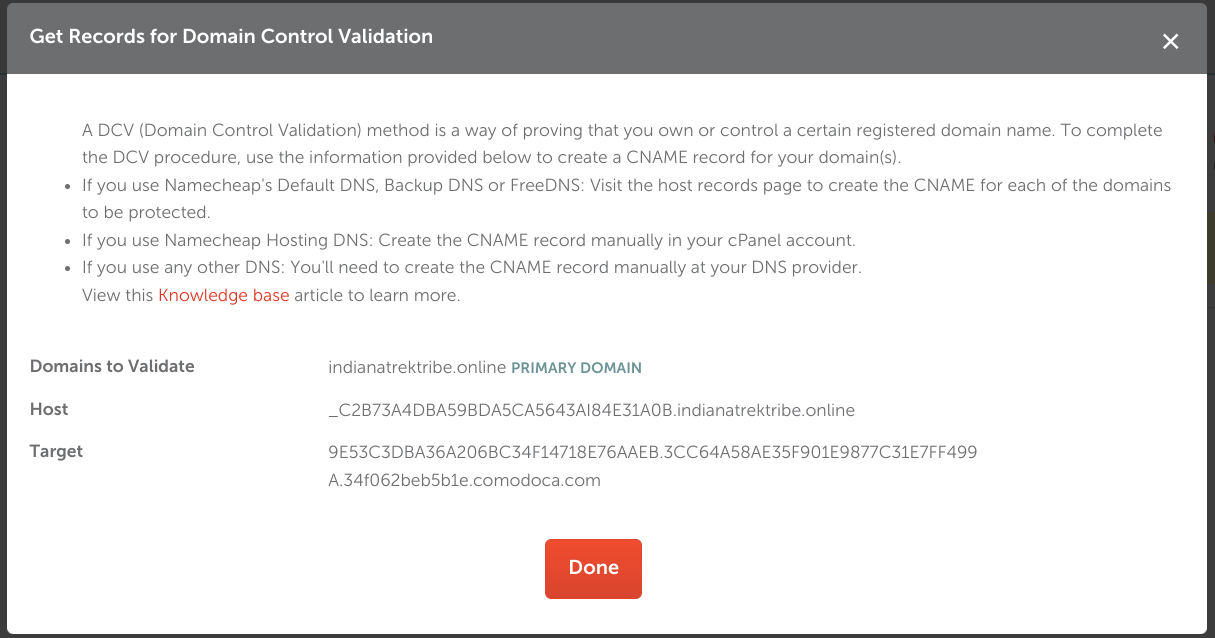 Get Records for Domain Control Validation
A DCV (Domain Control Validation) method is a way of proving that you own or control a certain registered domain name. To complete
the DCV procedure, use the information provided below to create a CNAME record for your domain(s).
• If you use Namecheap's Default DNS, Backup DNS or FreeDNS: Visit the host records page to create the CNAME for each of the domains
to be protected.
• If you use Namecheap Hosting DNS: Create the CNAME record manually in your cPanel account.
• If you use any other DNS: You'll need to create the CNAME record manually at your DNS provider.
View this Knowledge base article to learn more.
Domains to Validate indianatrektribe.online PRIMARY DOMAIN
Host _C2B73A4DBA59BDA5CA5643AI84E31A0B.indianatrektribe.online
Target 9E53C3DBA36A206BC34F14718E76AAEB.3CC64A58AE35F901E9877C31E7FF499
A.34f062beb5b1e.comodoca.com
Done